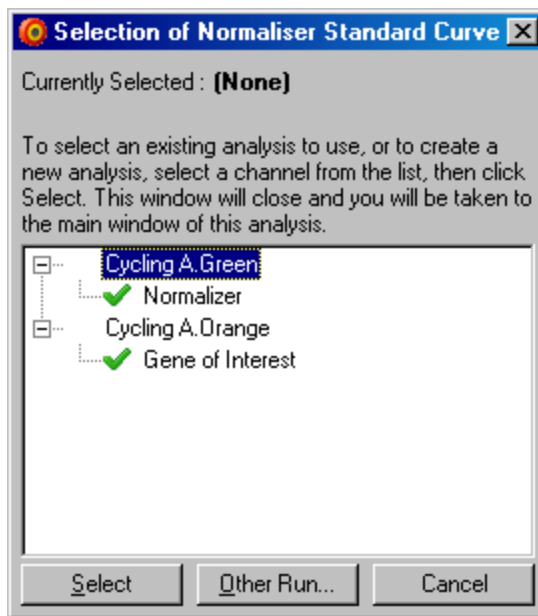 Selection of Normaliser Standard Curve
Currently Selected : (None)
To select an existing analysis to use, or to create a
new analysis, select a channel from the list, then click
Select. This window will close and you will be taken to
the main window of this analysis.
Cycling A.Green
Normalizer
Cycling A.Orange
Gene of Interest
Select Other Run... Cancel